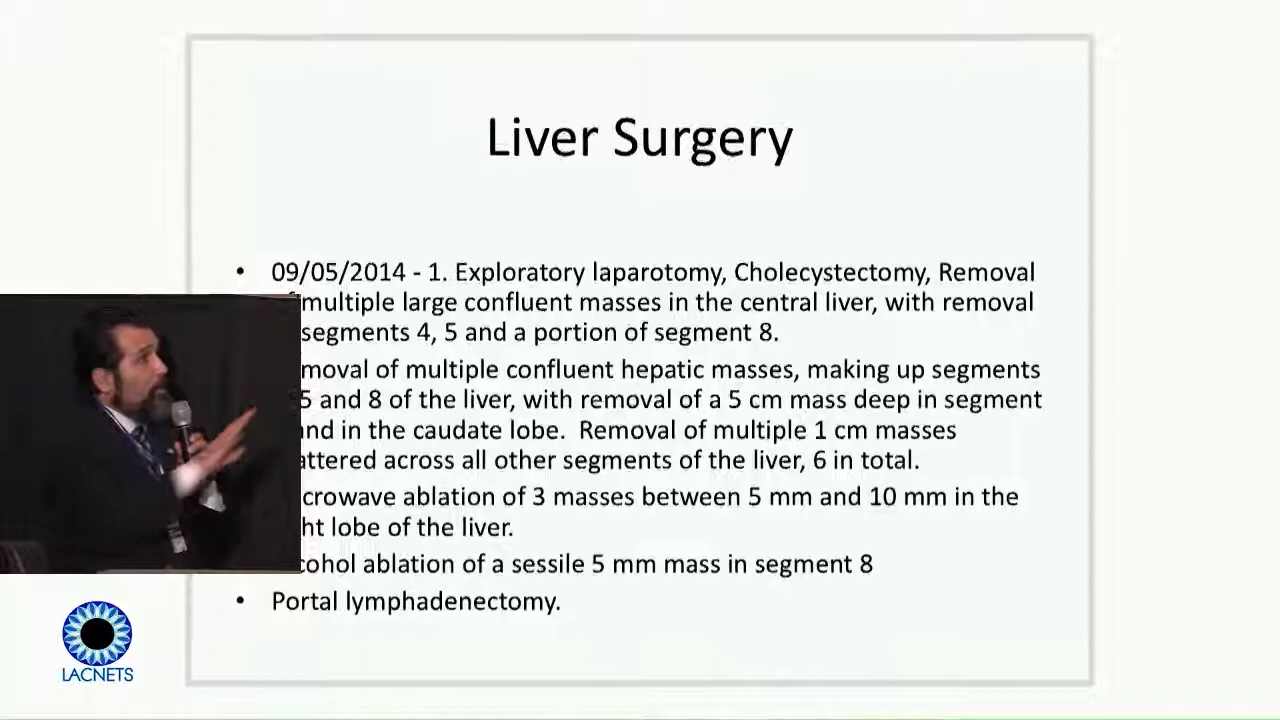 Liver Surgery
• 09/05/2014 - 1. Exploratory laparotomy, Cholecystectomy, Removal
multiple large confluent masses in the central liver, with removal
segments 4, 5 and a portion of segment 8.
moval of multiple confluent hepatic masses, making up segments
5 and 8 of the liver, with removal of a 5 cm mass deep in segment
and in the caudate lobe. Removal of multiple 1 cm masses
attered across all other segments of the liver, 6 in total.
crowave ablation of 3 masses between 5 mm and 10 mm in the
ht lobe of the liver.
cohol ablation of a sessile 5 mm mass in segment 8
• Portal lymphadenectomy.
LACNETS